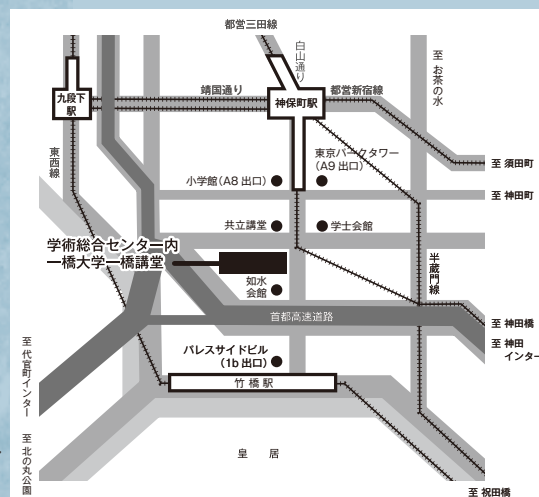 都営三田線
白山通り
至 お茶の水
九段下
駅
靖国通り
神保町駅
都営新宿線
東西線
東京パークタワー
(A9 出口)
至 須田町
小学館(A8 出口)
至 神田町
共立講堂
学士会館
学術総合センター内
一橋大学一橋講堂
半蔵門線
如水
会館
首都高速道路
至 神田橋
至 神田
インター
至 代官町インター
パレスサイドビル
(1b 出口)
竹橋駅
至 北の丸公園
皇 居
至 祝田橋